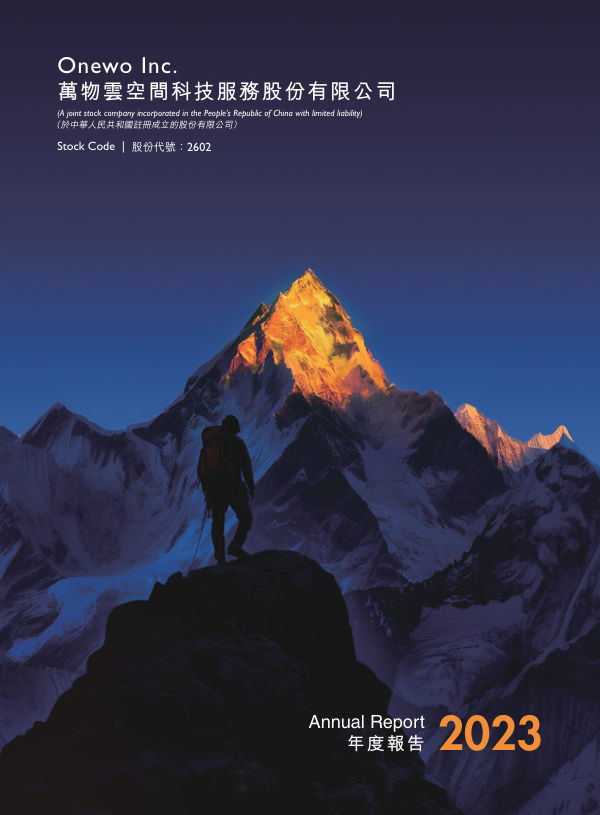 Onewo Inc.
萬物雲空間科技服務股份有限公司
(A joint stock company incorporated in the People's Republic of China with limited liability)
(於中華人民共和國註冊成立的股份有限公司)
Stock Code | 股份代號：2602
Annual Report 2023
年度報告